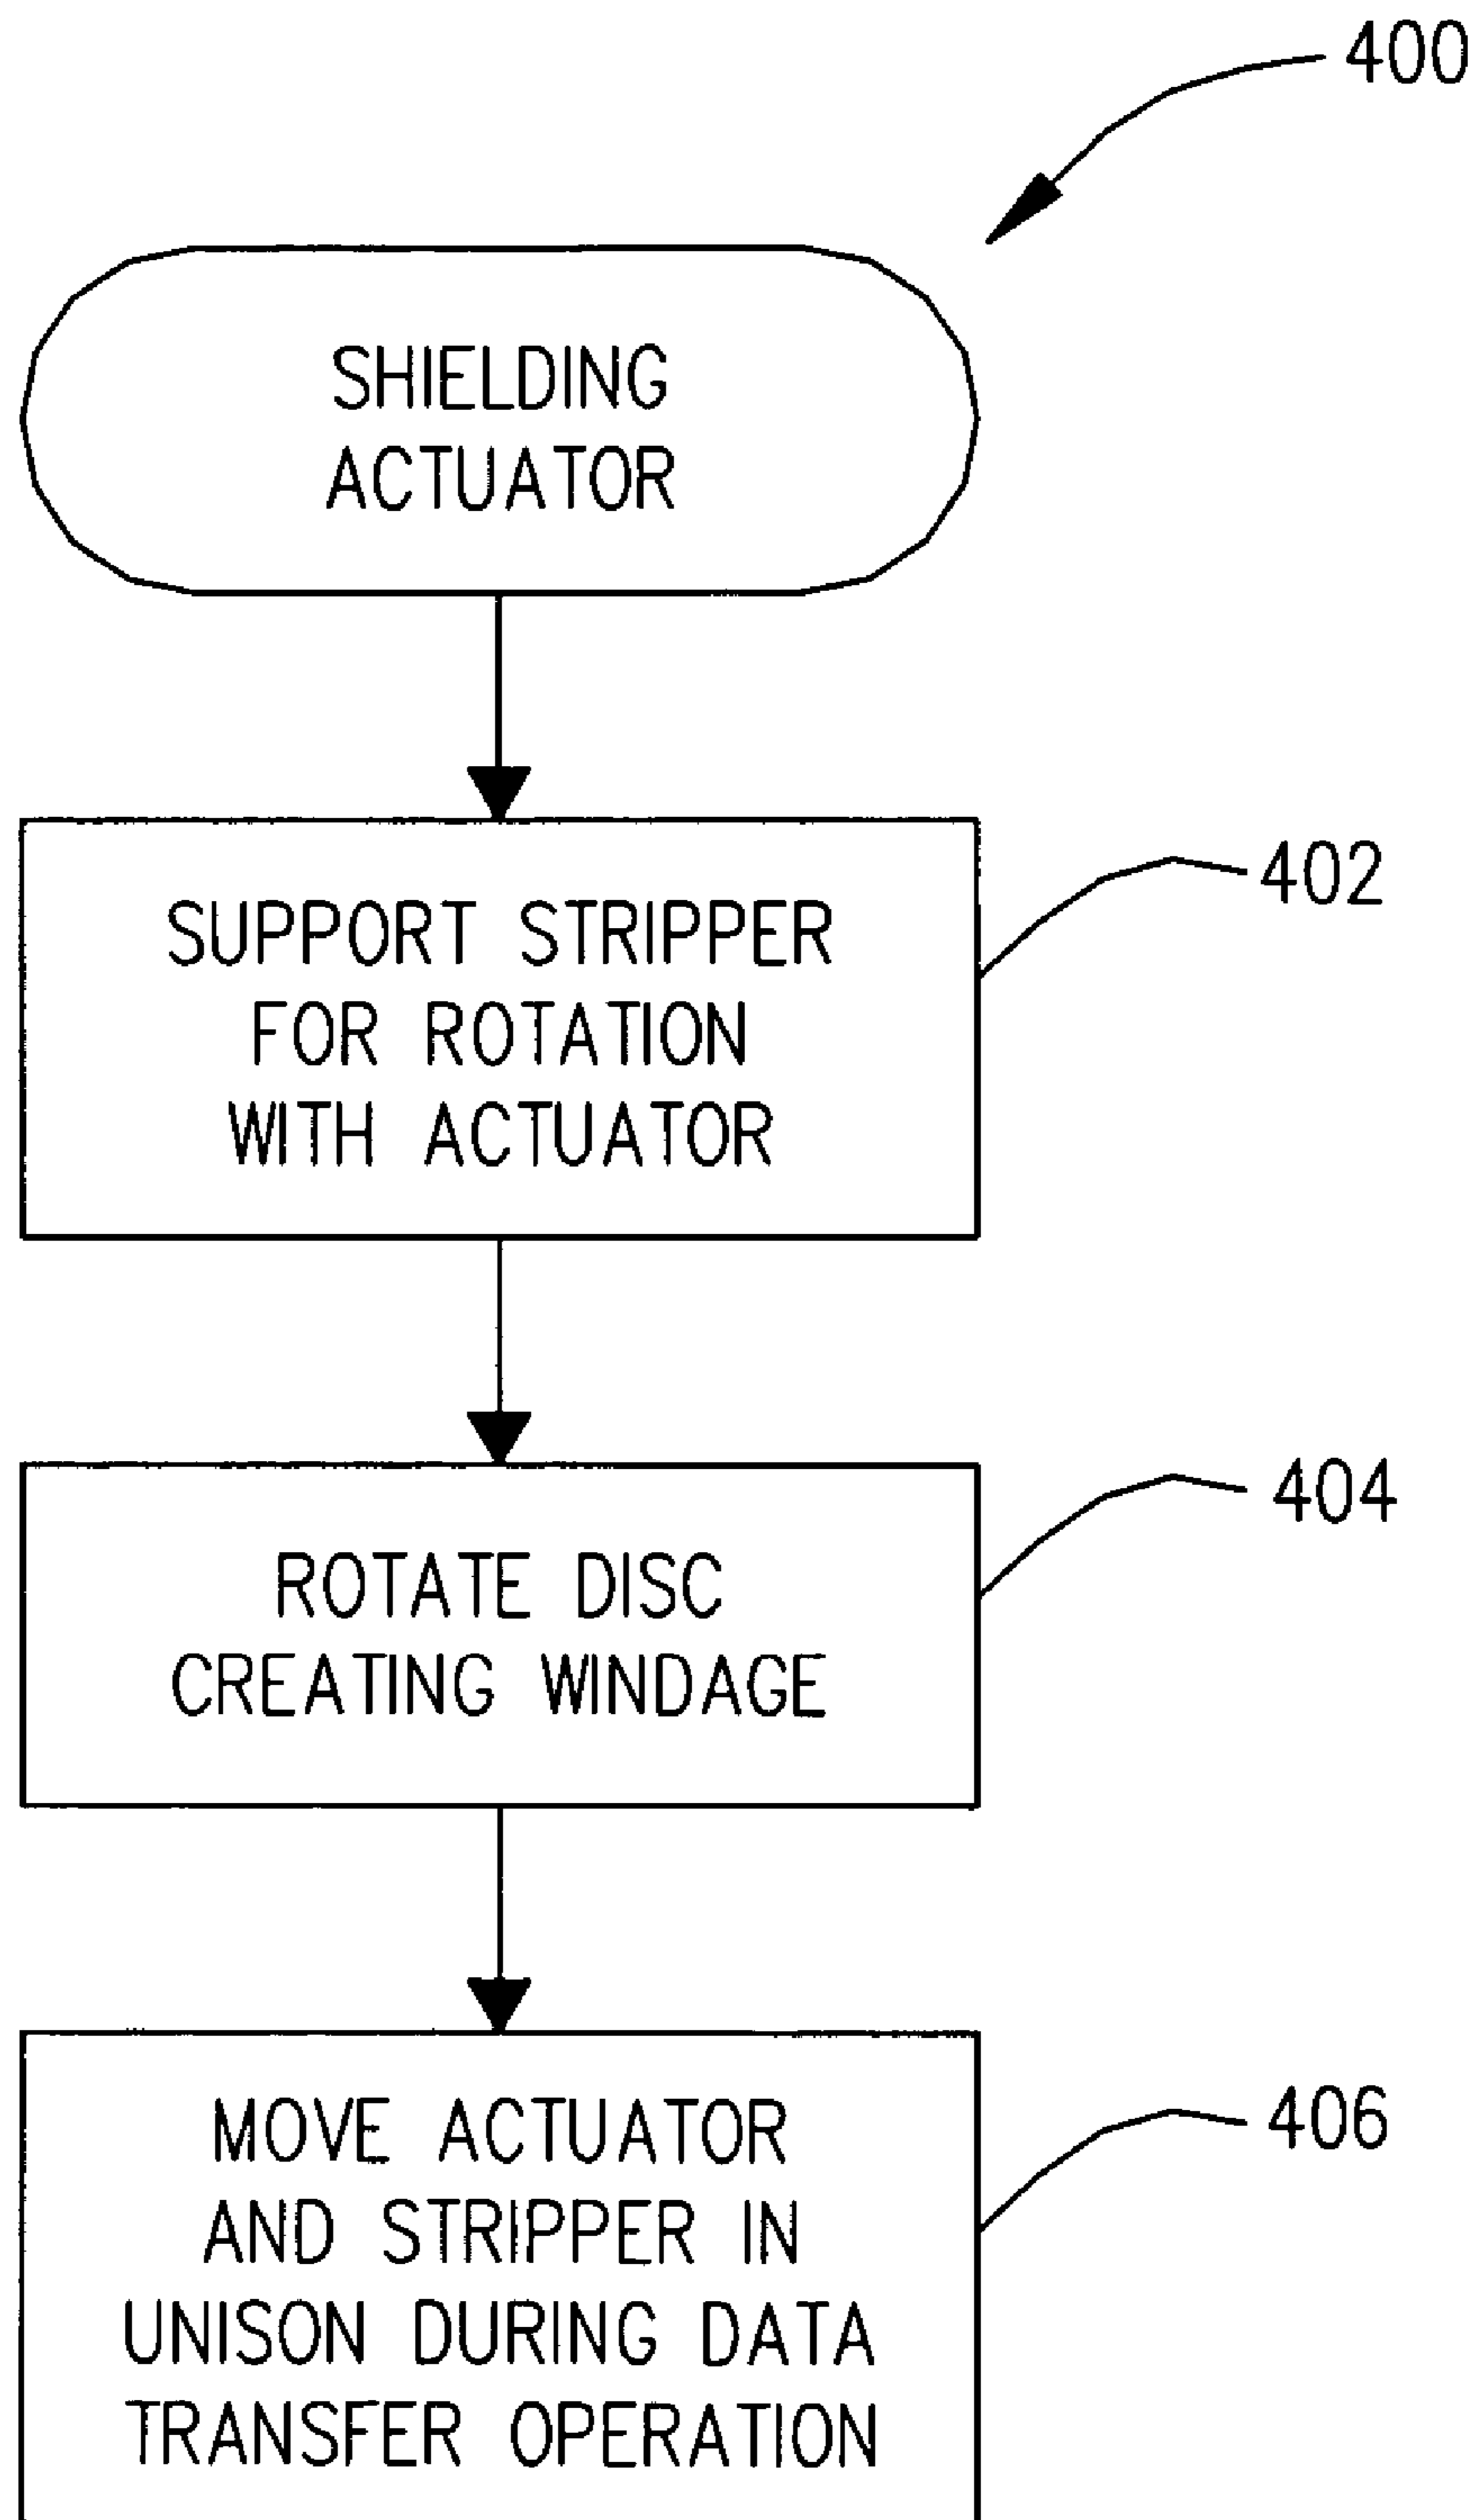 400
SHIELDING
ACTUATOR
SUPPORT STRIPPER
FOR ROTATION
WITH ACTUATOR
402
ROTATE DISC
CREATING WINDAGE
404
MOVE ACTUATOR
AND STRIPPER IN
UNISON DURING DATA
TRANSFER OPERATION
406